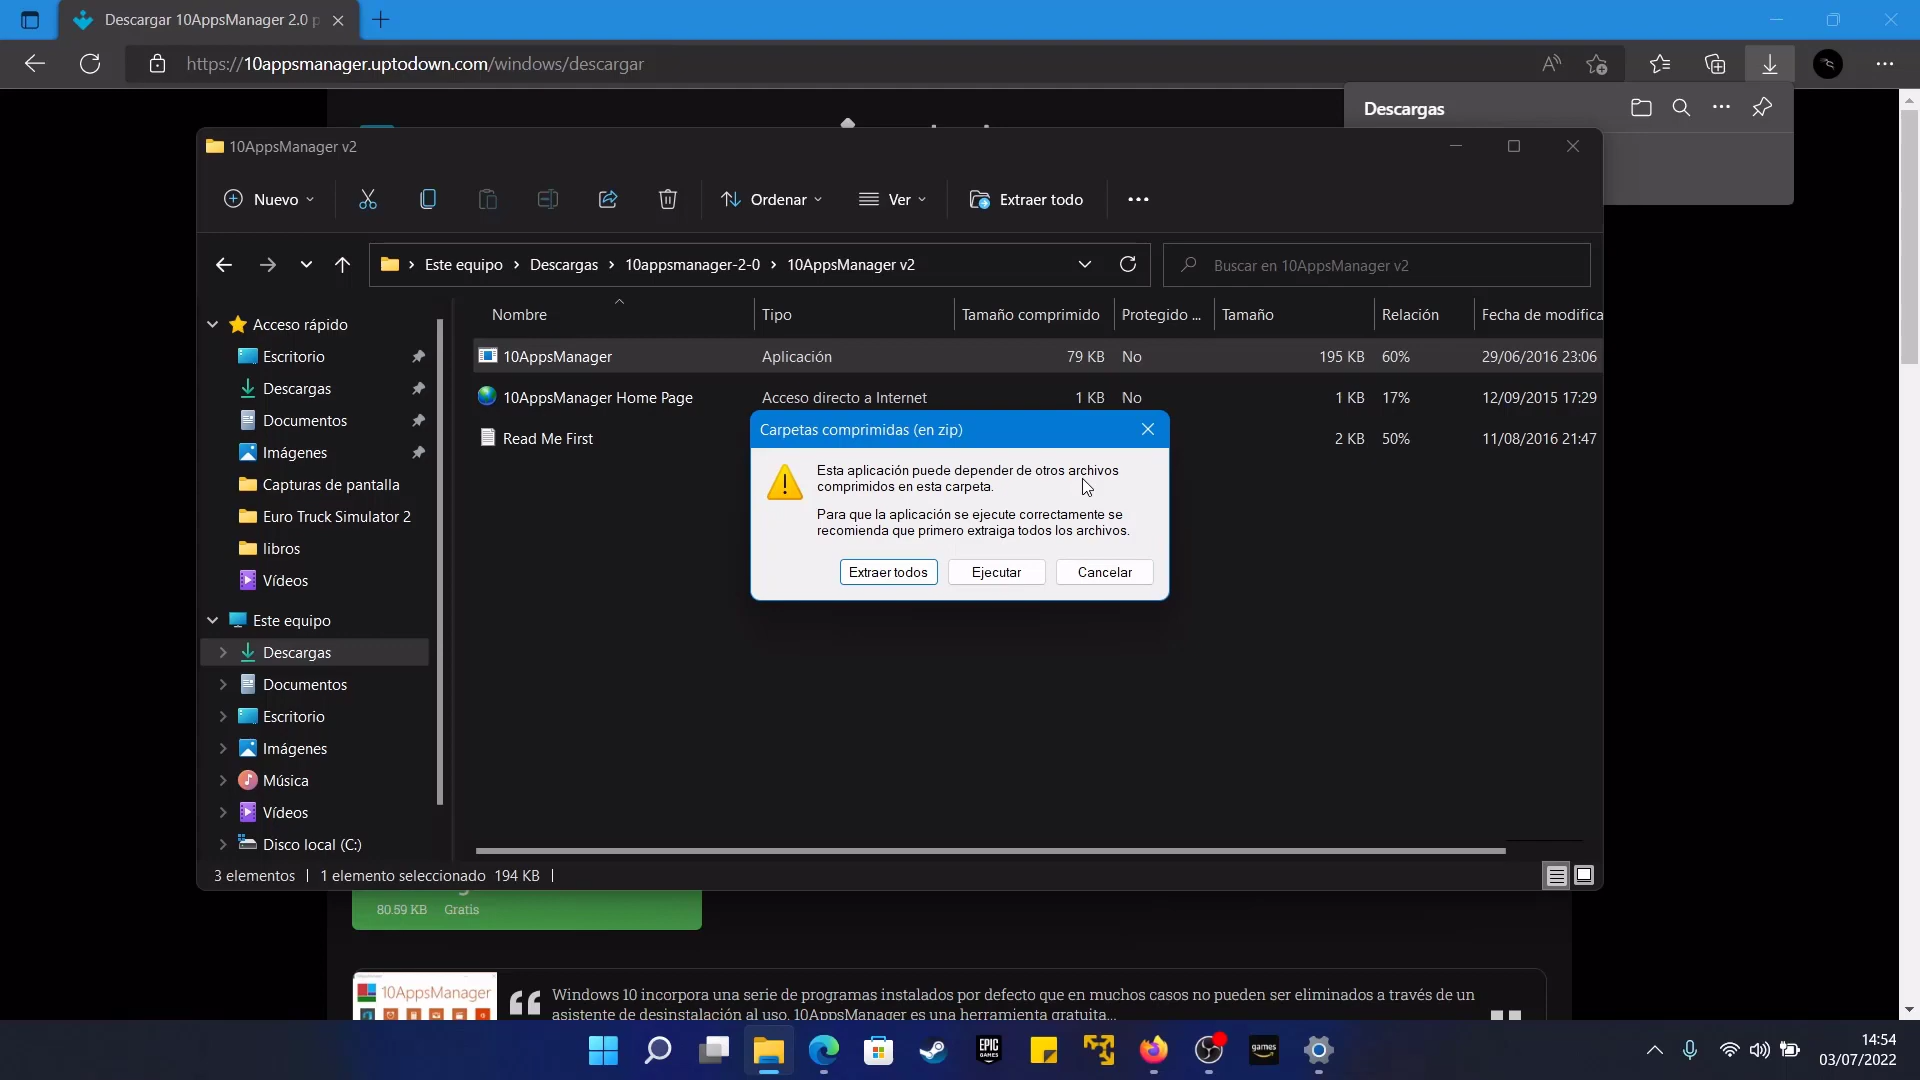 Descargar 10AppsManager 2.0 p
https://10appsmanager.uptodown.com/windows/descargar
Descargas
10AppsManager v2
Nuevo
Ordenar
Ver
Extraer todo
Este equipo
Descargas
10appsmanager-2-0
10AppsManager v2
Buscar en 10AppsManager v2
Nombre
Tipo
Tamaño comprimido
Protegido ...
Tamaño
Relación
Fecha de modifica
10AppsManager
Aplicación
79 KB
No
195 KB
60%
29/06/2016 23:06
10AppsManager Home Page
Acceso directo a Internet
1 KB
No
1 KB
17%
12/09/2015 17:29
Read Me First
2 KB
50%
11/08/2016 21:47
Acceso rápido
Escritorio
Descargas
Documentos
Imágenes
Capturas de pantalla
Euro Truck Simulator 2
libros
Vídeos
Este equipo
Descargas
Documentos
Escritorio
Imágenes
Música
Vídeos
Disco local (C:)
Carpetas comprimidas (en zip)
Esta aplicación puede depender de otros archivos
comprimidos en esta carpeta.
Para que la aplicación se ejecute correctamente se
recomienda que primero extraiga todos los archivos.
Extraer todos
Ejecutar
Cancelar
3 elementos
1 elemento seleccionado 194 KB
80.59 KB
Gratis
10AppsManager
Windows 10 incorpora una serie de programas instalados por defecto que en muchos casos no pueden ser eliminados a través de un
asistente de desinstalación al uso. 10AppsManager es una herramienta gratuita...
EPIC
GAMES
games
14:54
03/07/2022